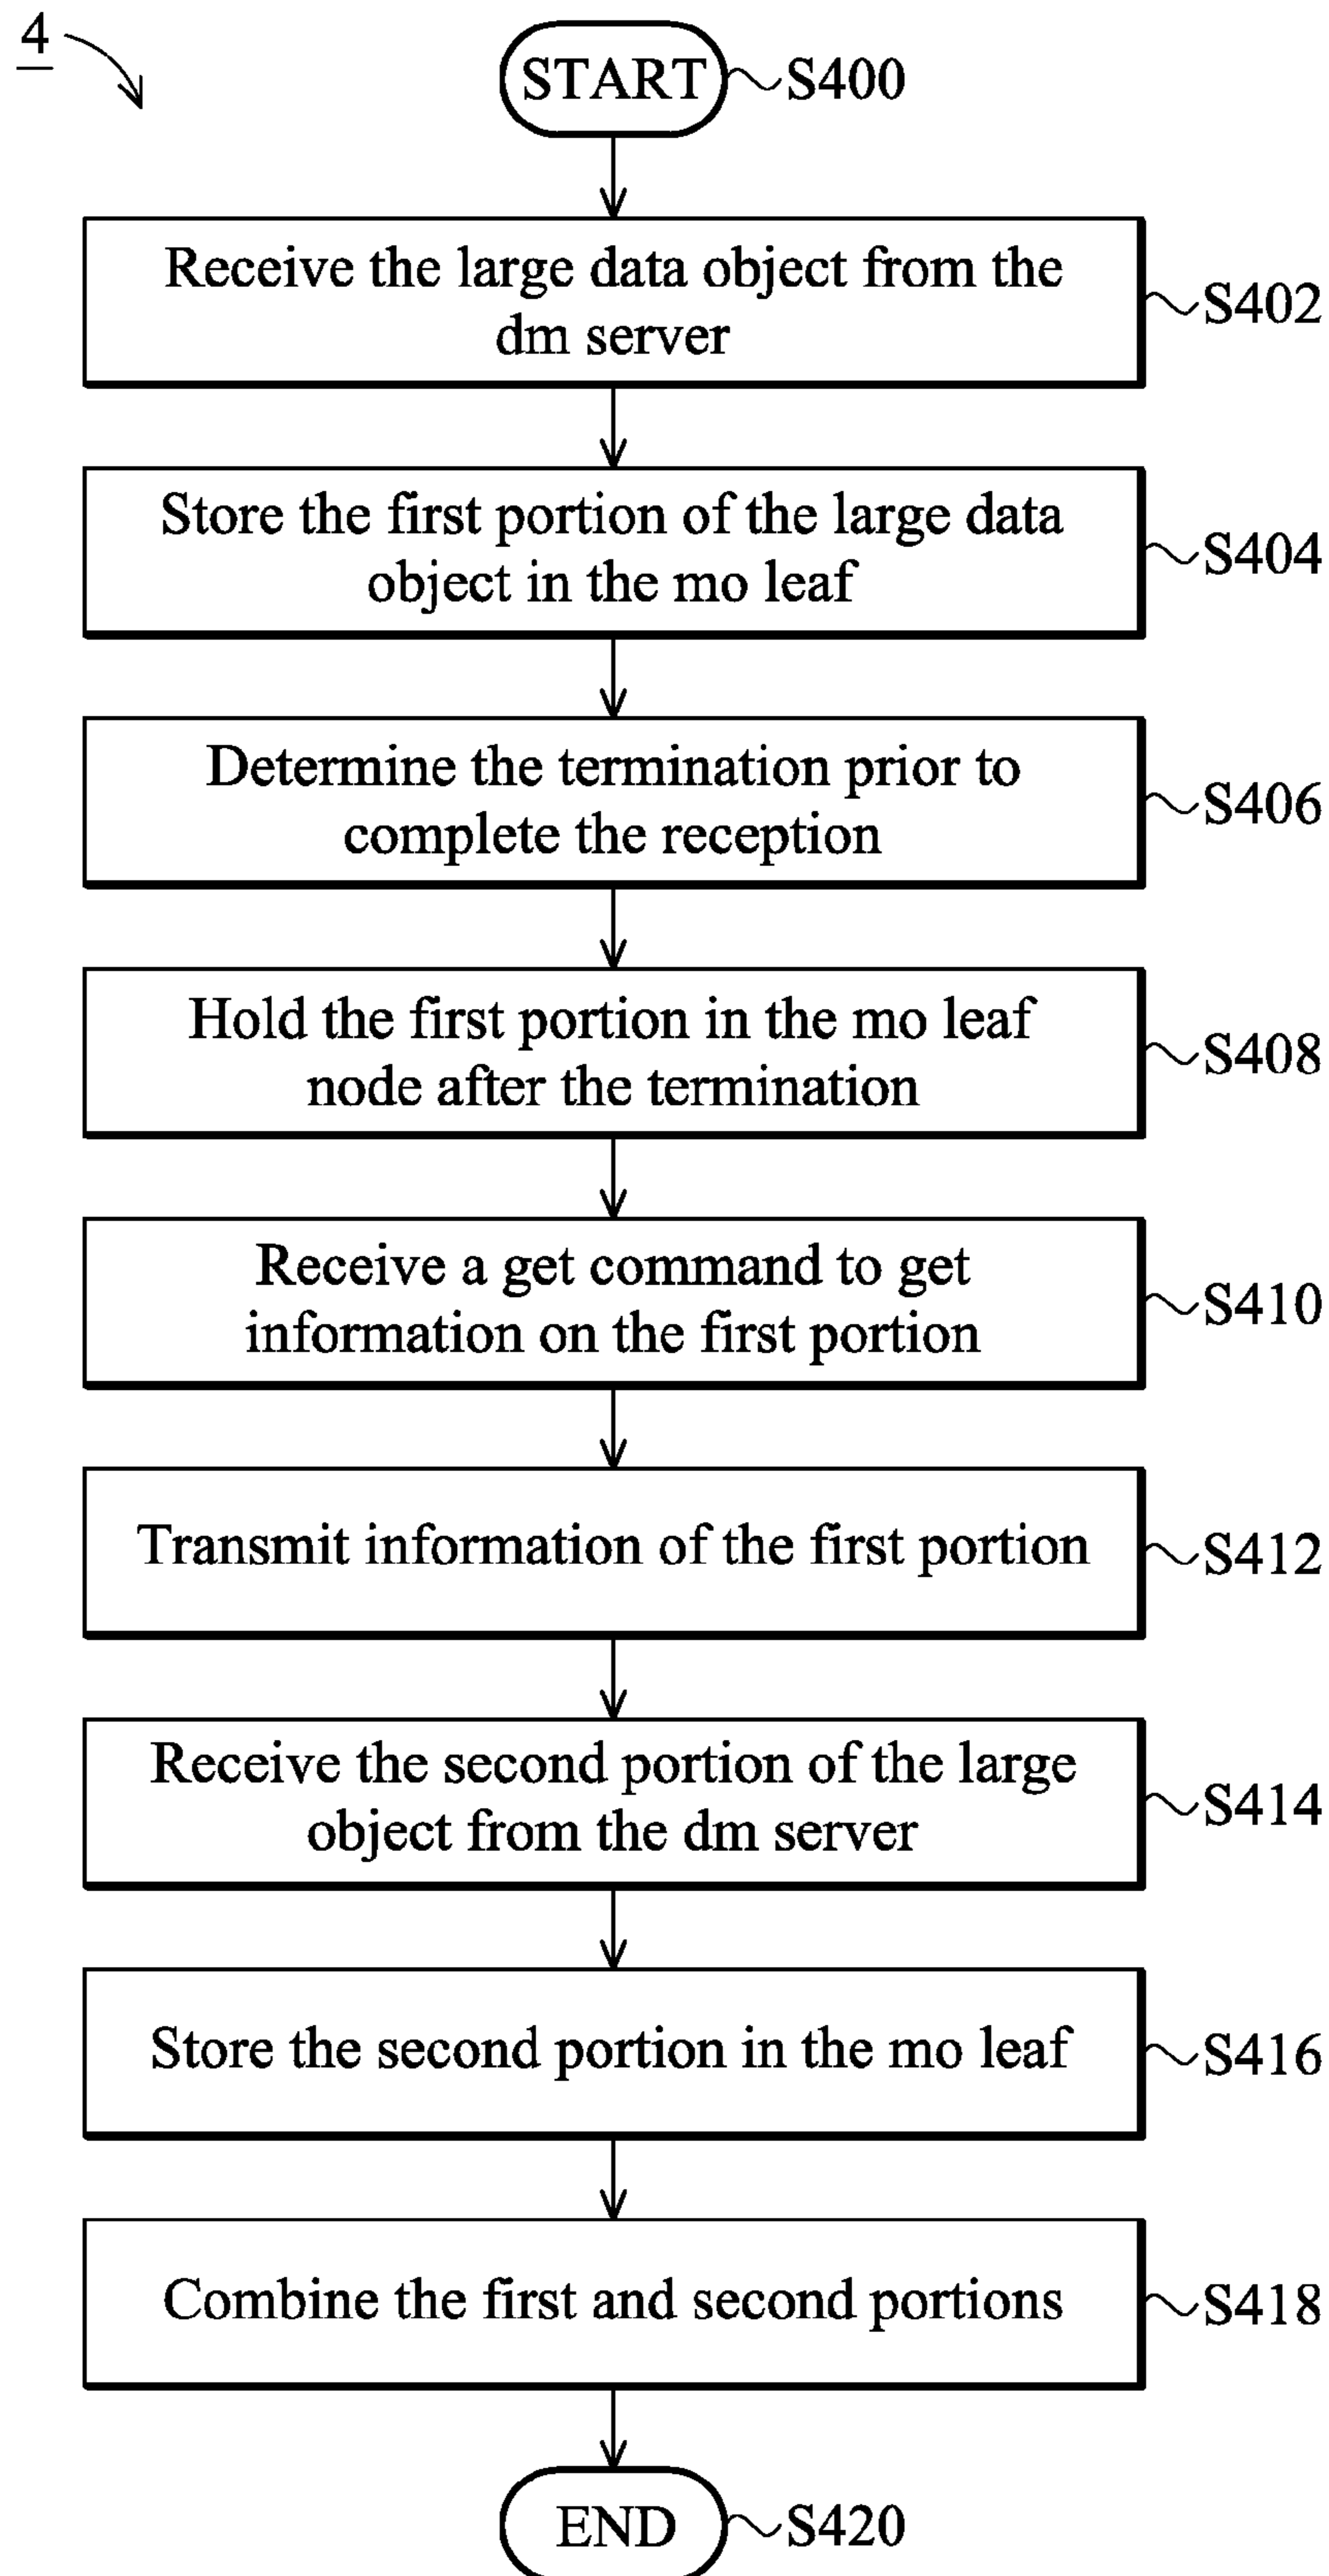 4
START
S400
Receive the large data object from the
dm server
S402
Store the first portion of the large data
object in the mo leaf
S404
Determine the termination prior to
complete the reception
S406
Hold the first portion in the mo leaf
node after the termination
S408
Receive a get command to get
information on the first portion
S410
Transmit information of the first portion
S412
Receive the second portion of the large
object from the dm server
S414
Store the second portion in the mo leaf
S416
Combine the first and second portions
S418
END
S420